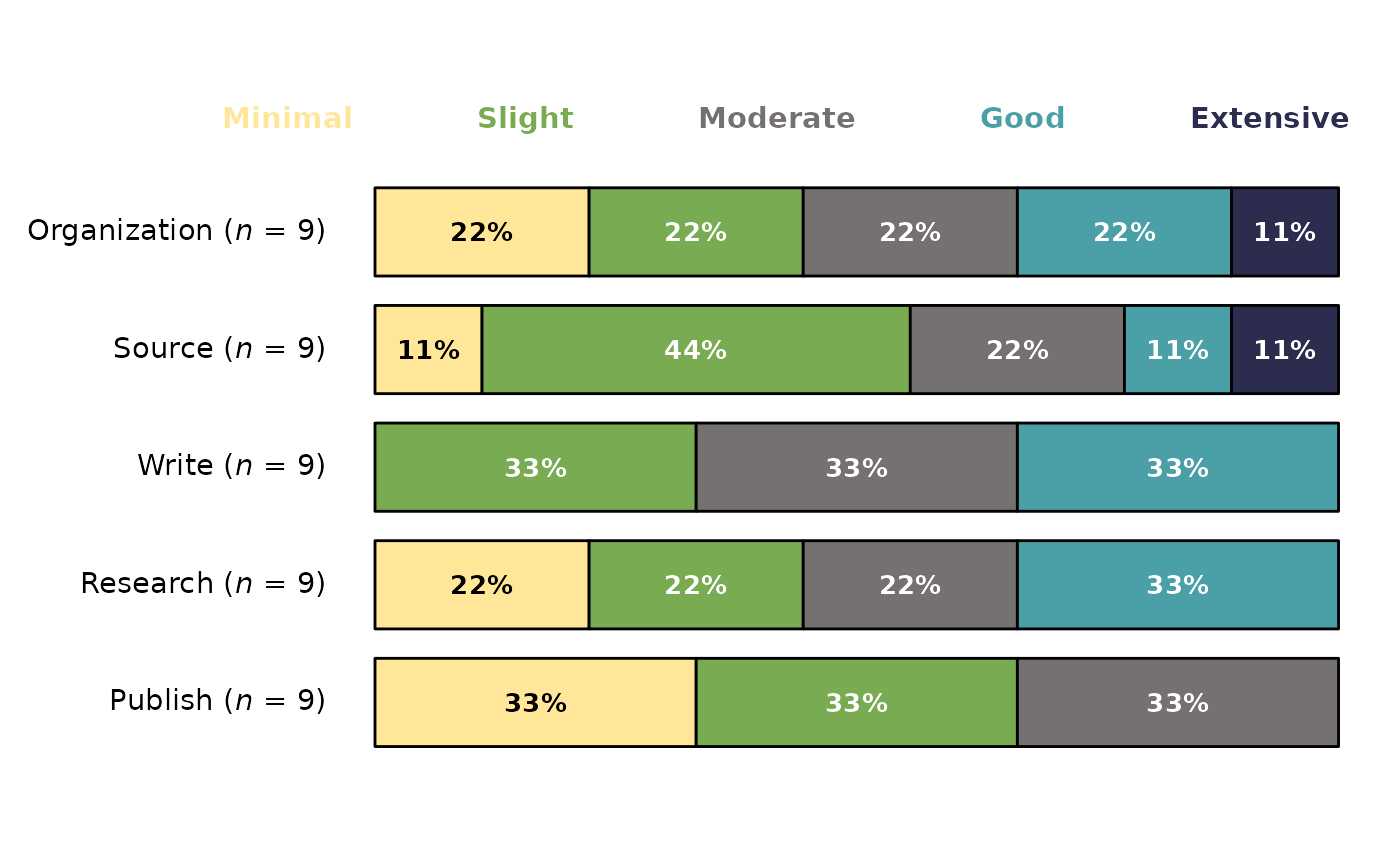 Minimal Slight Moderate Good Extensive
Organization (n = 9) 22% 22% 22% 22% 11%
Source (n = 9) 11% 44% 22% 11% 11%
Write (n = 9) 33% 33% 33%
Research (n = 9) 22% 22% 22% 33%
Publish (n = 9) 33% 33% 33%